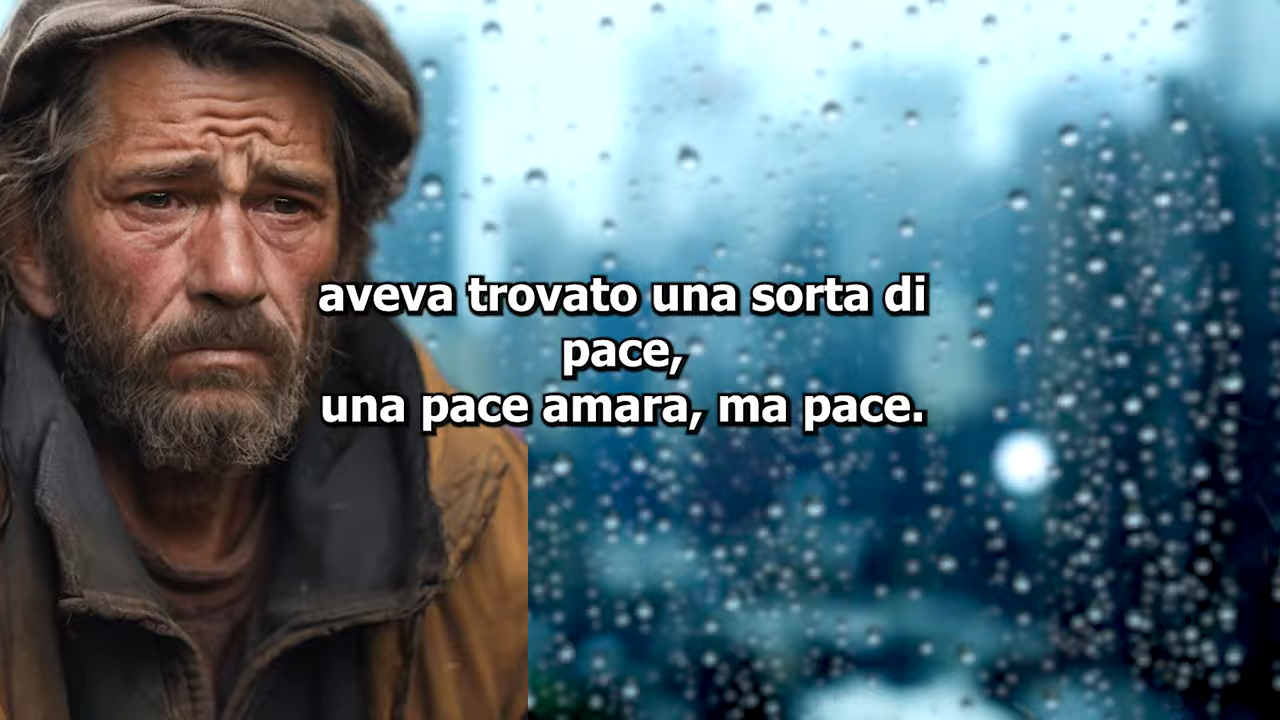 aveva trovato una sorta di
pace,
una pace amara, ma pace.